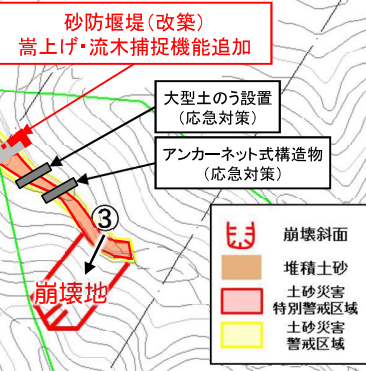 砂防堰堤(改築)
嵩上げ・流木捕捉機能追加
大型土のう設置
(応急対策)
アンカーネット式構造物
(応急対策)
③
崩壊地
崩壊斜面
堆積土砂
土砂災害
特別警戒区域
土砂災害
警戒区域